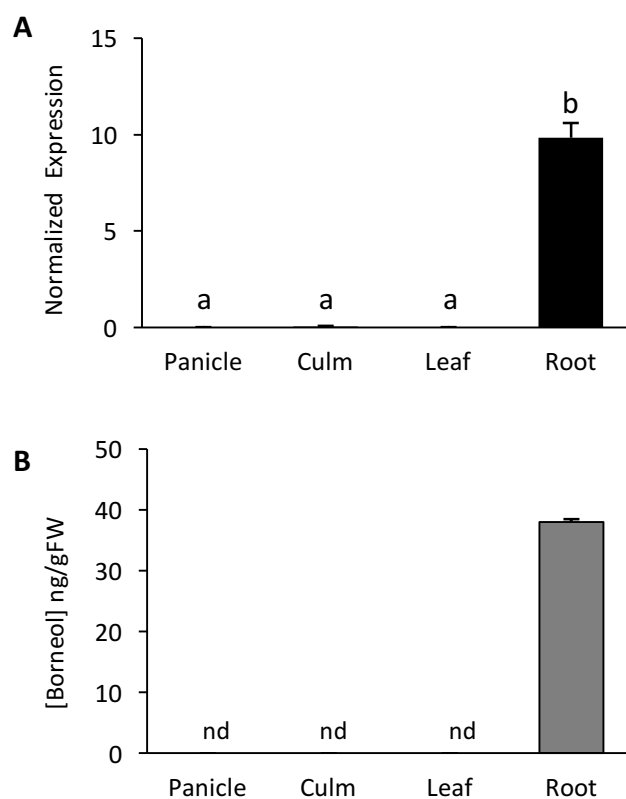 A
Normalized Expression
15
10
5
0
a
a
a
b
Panicle Culm Leaf Root
B
[Borneol] ng/gFW
50
40
30
20
10
0
nd
nd
nd
Panicle Culm Leaf Root